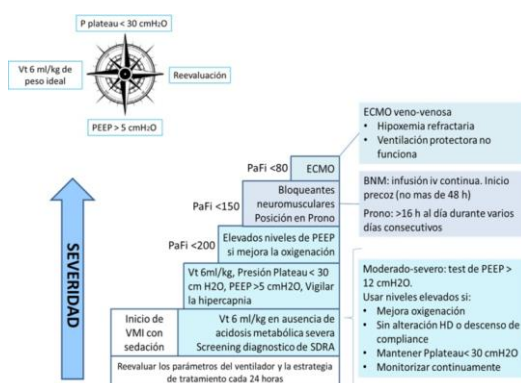 P plateau < 30 cmH2O
Vt 6 ml/kg de
peso ideal
Reevaluación
PEEP > 5 cmH2O
SEVERIDAD
PaFi <80
ECMO
PaFi <150
Bloqueantes
neuromusculares
Posición en Prono
PaFi <200
Elevados niveles de PEEP
si mejora la oxigenación
Vt 6ml/kg, Presión Plateau < 30
cm H2O, PEEP >5 cmH2O, Vigilar
la hipercapnia
Inicio de
VMI con
sedación
Vt 6 ml/kg en ausencia de
acidosis metabólica severa
Screening diagnostico de SDRA
Reevaluar los parámetros del ventilador y la estrategia
de tratamiento cada 24 horas
ECMO veno-venosa
• Hipoxemia refractaria
• Ventilación protectora no
funciona
BNM: infusión iv continua. Inicio
precoz (no mas de 48 h)
Prono: >16 h al día durante varios
días consecutivos
Moderado-severo: test de PEEP >
12 cmH2O.
Usar niveles elevados si:
• Mejora oxigenación
• Sin alteración HD o descenso de
compliance
• Mantener Pplateau< 30 cmH2O
• Monitorizar continuamente